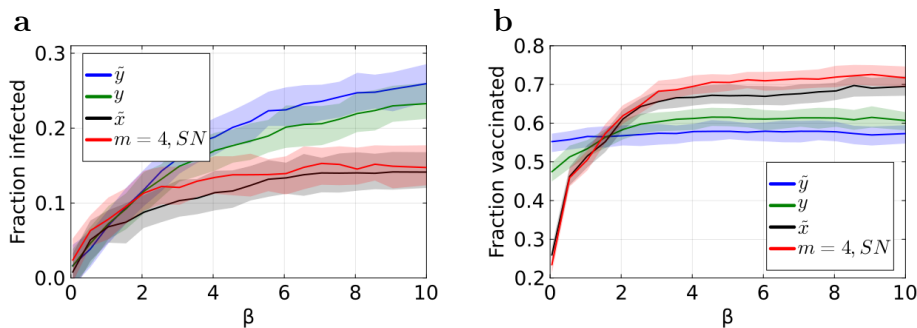 a
Fraction infected
0.3
0.2
0.1
0.0
0 2 4 6 8 10
β
ỹ
y
x̃
m = 4, SN
b
Fraction vaccinated
0.8
0.7
0.6
0.5
0.4
0.3
0.2
0 2 4 6 8 10
β
ỹ
y
x̃
m = 4, SN